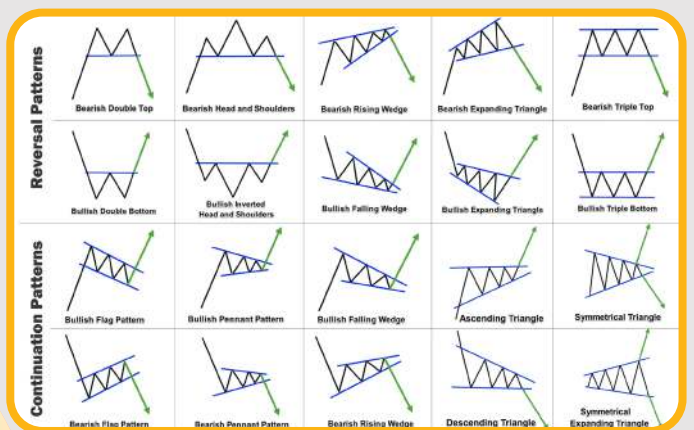 Reversal Patterns
Bearish Double Top
Bearish Head and Shoulders
Bearish Rising Wedge
Bearish Expanding Triangle
Bearish Triple Top
Bullish Double Bottom
Bullish Inverted
Head and Shoulders
Bullish Falling Wedge
Bullish Expanding Triangle
Bullish Triple Bottom
Continuation Patterns
Bullish Flag Pattern
Bullish Pennant Pattern
Bullish Falling Wedge
Ascending Triangle
Symmetrical Triangle
Bearish Flag Pattern
Bearish Pennant Pattern
Bearish Rising Wedge
Descending Triangle
Symmetrical
Expanding Triangle